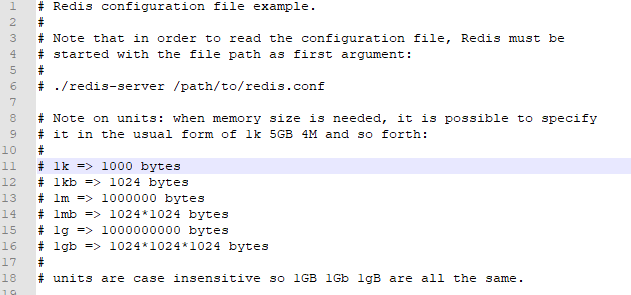 1 # Redis configuration file example.
2 #
3 # Note that in order to read the configuration file, Redis must be
4 # started with the file path as first argument:
5 #
6 # ./redis-server /path/to/redis.conf
7
8 # Note on units: when memory size is needed, it is possible to specify
9 # it in the usual form of 1k 5GB 4M and so forth:
10 #
11 # 1k => 1000 bytes
12 # 1kb => 1024 bytes
13 # 1m => 1000000 bytes
14 # 1mb => 1024*1024 bytes
15 # 1g => 1000000000 bytes
16 # 1gb => 1024*1024*1024 bytes
17 #
18 # units are case insensitive so 1GB 1Gb 1gB are all the same.
19